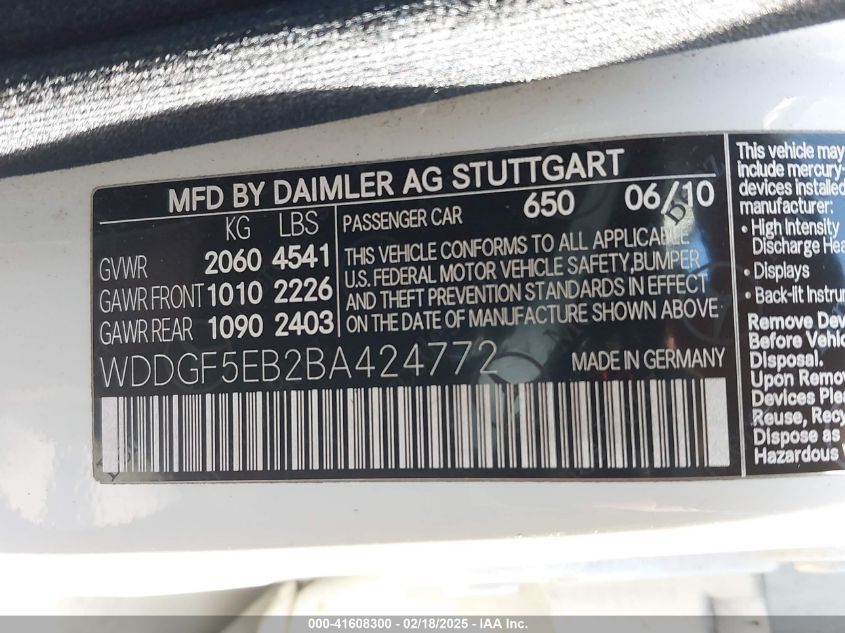 MFD BY DAIMLER AG STUTTGART
KG LBS
GVWR 2060 4541
GAWR FRONT 1010 2226
GAWR REAR 1090 2403
PASSENGER CAR 650 06/10
THIS VEHICLE CONFORMS TO ALL APPLICABLE
U.S. FEDERAL MOTOR VEHICLE SAFETY, BUMPER
AND THEFT PREVENTION STANDARDS IN EFFECT
ON THE DATE OF MANUFACTURE SHOWN ABOVE
WDDGF5EB2BA424772 MADE IN GERMANY
This vehicle may
include mercury-
devices installed
manufacturer:
• High Intensity
Discharge Hea
• Displays
• Back-lit Instru
Remove Dev
Before Vehic
Disposal.
Upon Remov
Devices Plea
Reuse, Recy
Dispose as
Hazardous W
000-41608300 - 02/18/2025 - IAA Inc.